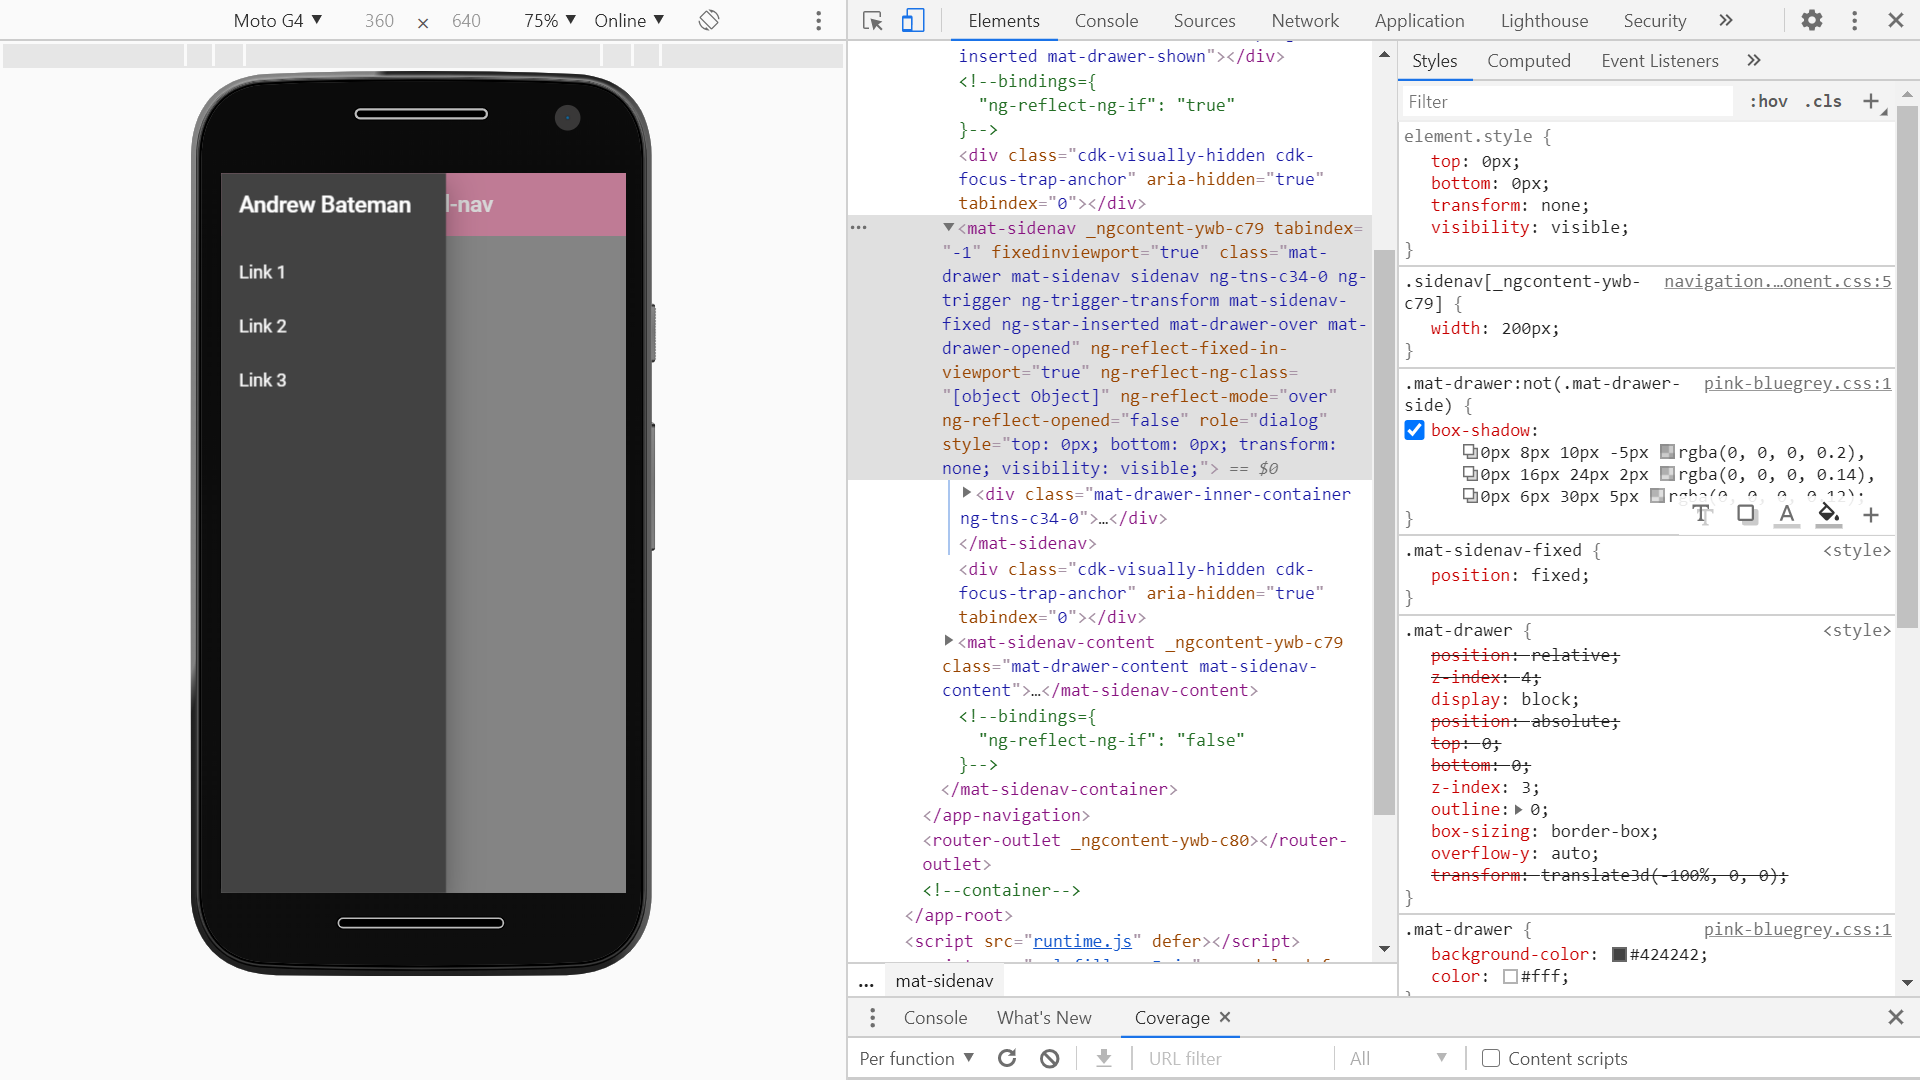 Moto G4 ▼ 360 × 640 75% ▼ Online ▼
Andrew Bateman
l-nav
Link 1
Link 2
Link 3
Elements Console Sources Network Application Lighthouse Security »
inserted mat-drawer-shown"></div>
<!--bindings={
"ng-reflect-ng-if": "true"
}-->
<div class="cdk-visually-hidden cdk-
focus-trap-anchor" aria-hidden="true"
tabindex="0"></div>
… ▼<mat-sidenav _ngcontent-ywb-c79 tabindex=
"-1" fixedinviewport="true" class="mat-
drawer mat-sidenav sidenav ng-tns-c34-0 ng-
trigger ng-trigger-transform mat-sidenav-
fixed ng-star-inserted mat-drawer-over mat-
drawer-opened" ng-reflect-fixed-in-
viewport="true" ng-reflect-ng-class=
"[object Object]" ng-reflect-mode="over"
ng-reflect-opened="false" role="dialog"
style="top: 0px; bottom: 0px; transform:
none; visibility: visible;"> == $0
▶<div class="mat-drawer-inner-container
ng-tns-c34-0">…</div>
</mat-sidenav>
<div class="cdk-visually-hidden cdk-
focus-trap-anchor" aria-hidden="true"
tabindex="0"></div>
▶<mat-sidenav-content _ngcontent-ywb-c79
class="mat-drawer-content mat-sidenav-
content">…</mat-sidenav-content>
<!--bindings={
"ng-reflect-ng-if": "false"
}-->
</mat-sidenav-container>
</app-navigation>
<router-outlet _ngcontent-ywb-c80></router-
outlet>
<!--container-->
</app-root>
<script src="runtime.js" defer></script>
... mat-sidenav
Styles Computed Event Listeners »
Filter :hov .cls +
element.style {
top: 0px;
bottom: 0px;
transform: none;
visibility: visible;
}
.sidenav[_ngcontent-ywb- navigation.…onent.css:5
c79] {
width: 200px;
}
.mat-drawer:not(.mat-drawer- pink-bluegrey.css:1
side) {
box-shadow:
0px 8px 10px -5px rgba(0, 0, 0, 0.2),
0px 16px 24px 2px rgba(0, 0, 0, 0.14),
0px 6px 30px 5px rgba(0, 0, 0, 0.12);
}
.mat-sidenav-fixed { <style>
position: fixed;
}
.mat-drawer { <style>
position: relative;
z-index: 4;
display: block;
position: absolute;
top: 0;
bottom: 0;
z-index: 3;
outline:▶ 0;
box-sizing: border-box;
overflow-y: auto;
transform: translate3d(-100%, 0, 0);
}
.mat-drawer { pink-bluegrey.css:1
background-color: #424242;
color: #fff;
Console What's New Coverage ×
Per function ▼ URL filter All ▼ Content scripts